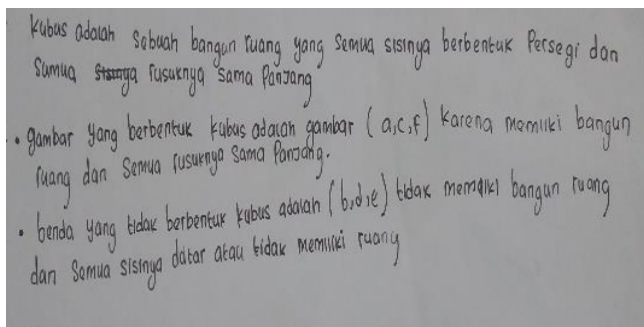 Kubus adalah sebuah bangun ruang yang semua sisinya berbentuk Persegi dan
Samua rusuknya sama Panjang
• gambar yang berbentuk kubus adalah gambar (a,c,f) karena memiliki bangun
ruang dan semua rusuknya sama Panjang.
• benda yang tidak berbentuk kubus adalah (b,d,e) tidak memiliki bangun ruang
dan samua sisinya datar atau tidak memiliki ruang